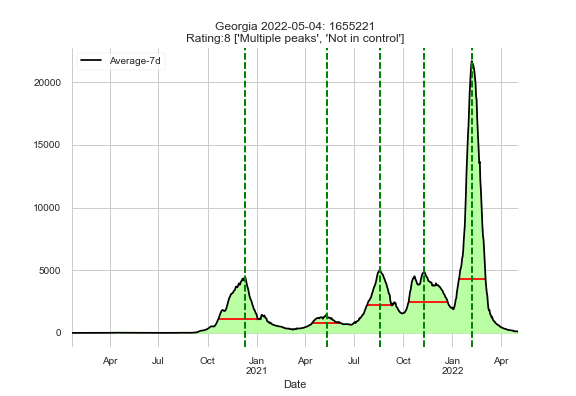 Georgia 2022-05-04: 1655221
Rating:8 ['Multiple peaks', 'Not in control']
Average-7d
20000
15000
10000
5000
0
Apr Jul Oct Jan Apr Jul Oct Jan Apr
2021 2022
Date